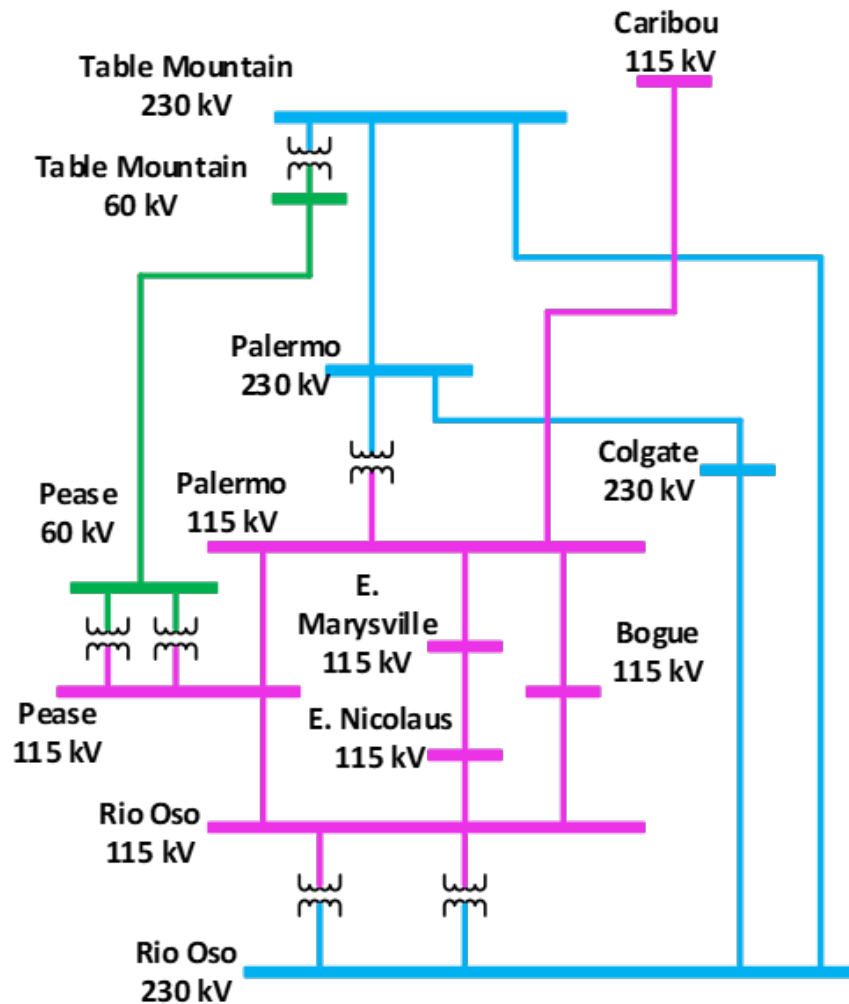 Caribou
115 kV
Table Mountain
230 kV
Table Mountain
60 kV
Palermo
230 kV
Colgate
230 kV
Pease
60 kV
Palermo
115 kV
E.
Marysville
115 kV
Bogue
115 kV
Pease
115 kV
E. Nicolaus
115 kV
Rio Oso
115 kV
Rio Oso
230 kV